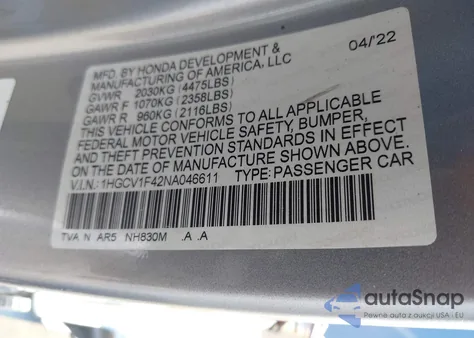 MFD. BY HONDA DEVELOPMENT & 04/22
MANUFACTURING OF AMERICA, LLC
GVWR 2030KG (4475LBS)
GAWR F 1070KG (2358LBS)
GAWR R 960KG (2116LBS)
THIS VEHICLE CONFORMS TO ALL APPLICABLE
FEDERAL MOTOR VEHICLE SAFETY, BUMPER,
AND THEFT PREVENTION STANDARDS IN EFFECT
ON THE DATE OF MANUFACTURE SHOWN ABOVE.
V.I.N.: 1HGCV1F42NA046611 TYPE: PASSENGER CAR
TVA N AR5 NH830M .A .A
autoSnap
Pewne auta z aukcji USA i EU